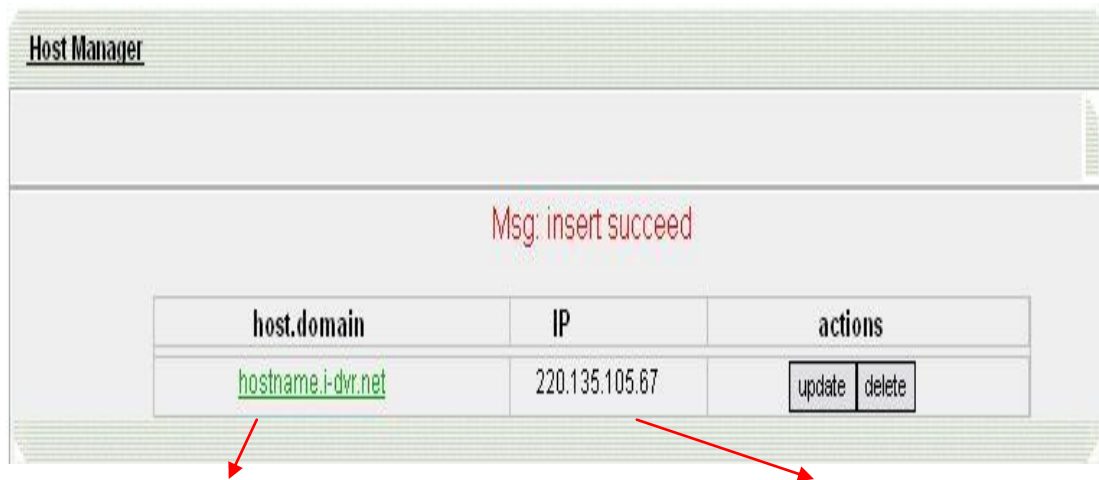 Host Manager
Msg: insert succeed
host.domain IP actions
hostname.i-dvr.net 220.135.105.67 update delete